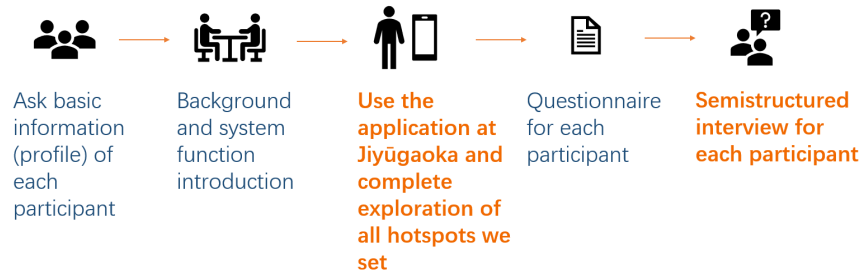 ?
Ask basic
information
(profile) of
each
participant
Background
and system
function
introduction
Use the
application at
Jiyūgaoka and
complete
exploration of
all hotspots we
set
Questionnaire
for each
participant
Semistructured
interview for
each participant